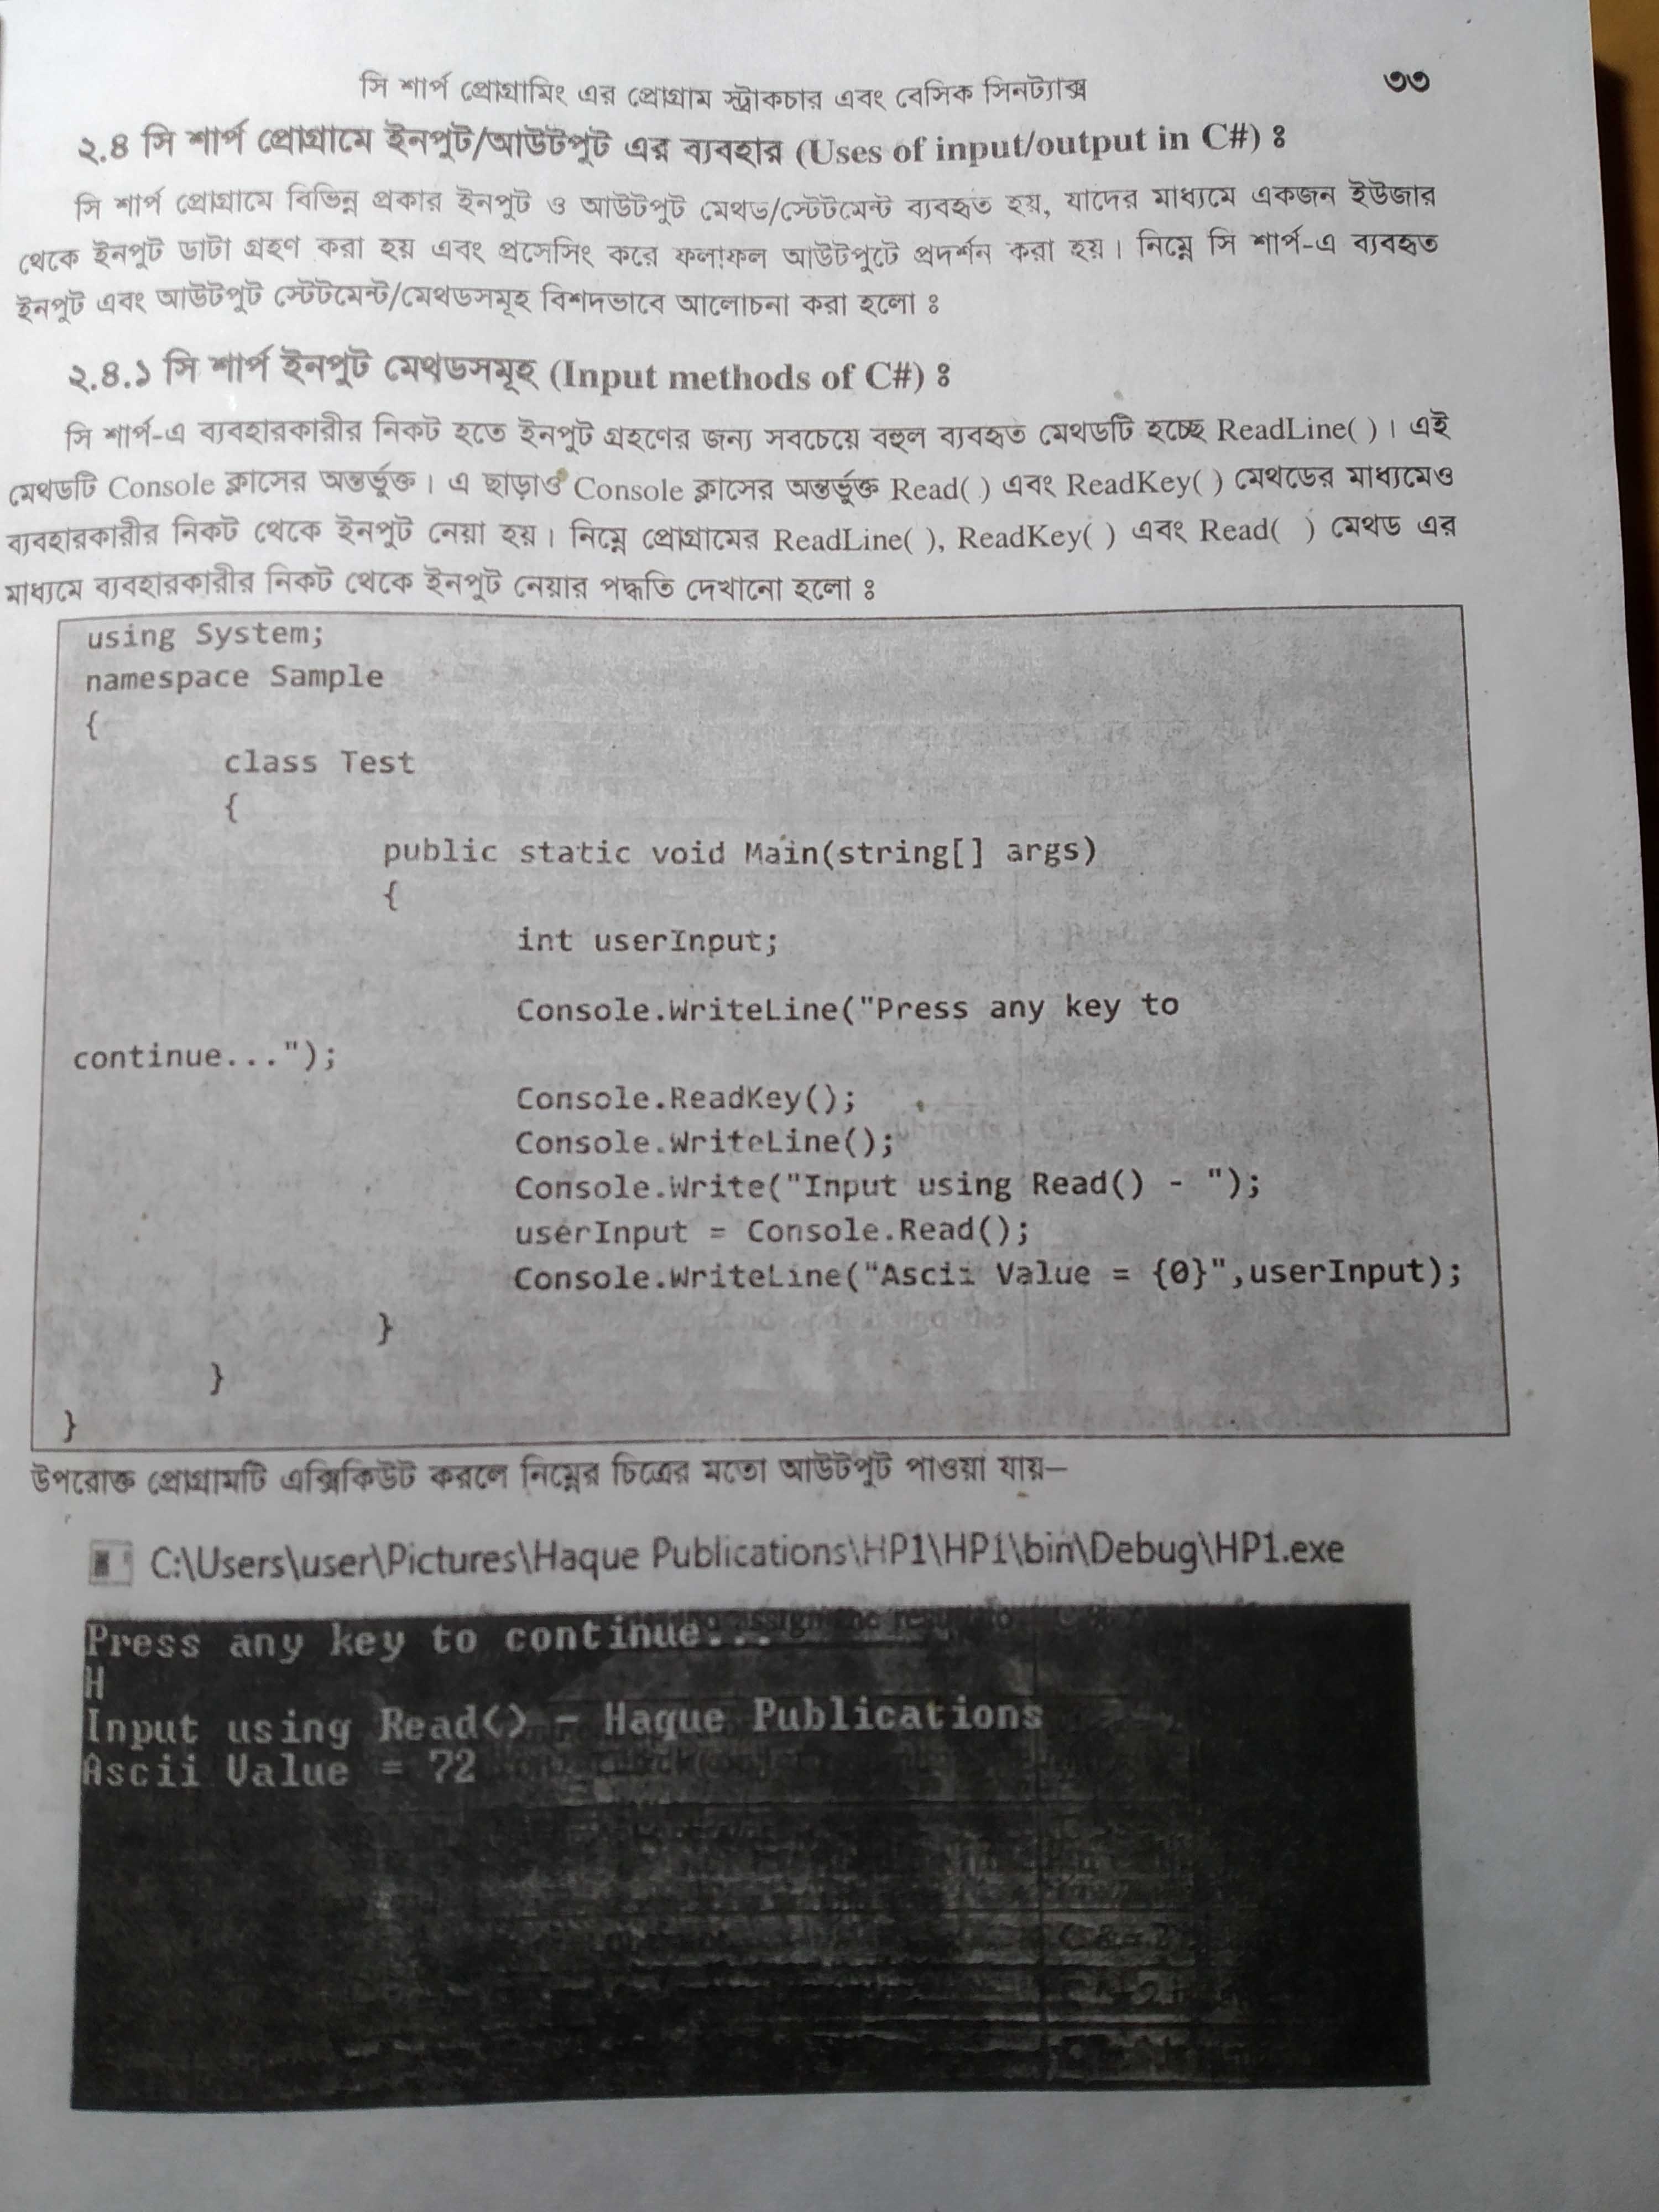 সি শার্প প্রোগ্রামিং এর প্রোগ্রাম স্ট্রাকচার এবং বেসিক সিনট্যাক্স ৩৩
২.৪ সি শার্প প্রোগ্রামে ইনপুট/আউটপুট এর ব্যবহার (Uses of input/output in C#) ঃ
সি শার্প প্রোগ্রামে বিভিন্ন প্রকার ইনপুট ও আউটপুট মেথড/স্টেটমেন্ট ব্যবহৃত হয়, যাদের মাধ্যমে একজন ইউজার
থেকে ইনপুট ডাটা গ্রহণ করা হয় এবং প্রসেসিং করে ফলাফল আউটপুটে প্রদর্শন করা হয়। নিম্নে সি শার্প-এ ব্যবহৃত
ইনপুট এবং আউটপুট স্টেটমেন্ট/মেথডসমূহ বিশদভাবে আলোচনা করা হলো ঃ
২.৪.১ সি শার্প ইনপুট মেথডসমূহ (Input methods of C#) ঃ
সি শার্প-এ ব্যবহারকারীর নিকট হতে ইনপুট গ্রহণের জন্য সবচেয়ে বহুল ব্যবহৃত মেথডটি হচ্ছে ReadLine( )। এই
মেথডটি Console ক্লাসের অন্তর্ভুক্ত। এ ছাড়াও Console ক্লাসের অন্তর্ভুক্ত Read( ) এবং ReadKey( ) মেথডের মাধ্যমেও
ব্যবহারকারীর নিকট থেকে ইনপুট নেয়া হয়। নিম্নে প্রোগ্রামের ReadLine( ), ReadKey( ) এবং Read( ) মেথড এর
মাধ্যমে ব্যবহারকারীর নিকট থেকে ইনপুট নেয়ার পদ্ধতি দেখানো হলো ঃ
using System;
namespace Sample
{
class Test
{
public static void Main(string[] args)
{
int userInput;
Console.WriteLine("Press any key to
continue...");
Console.ReadKey();
Console.WriteLine();
Console.Write("Input using Read() - ");
userInput = Console.Read();
Console.WriteLine("Ascii Value = {0}",userInput);
}
}
}
উপরোক্ত প্রোগ্রামটি এক্সিকিউট করলে নিম্নের চিত্রের মতো আউটপুট পাওয়া যায়—
C:\Users\user\Pictures\Haque Publications\HP1\HP1\bin\Debug\HP1.exe
Press any key to continue...
H
Input using Read() - Haque Publications
Ascii Value = 72